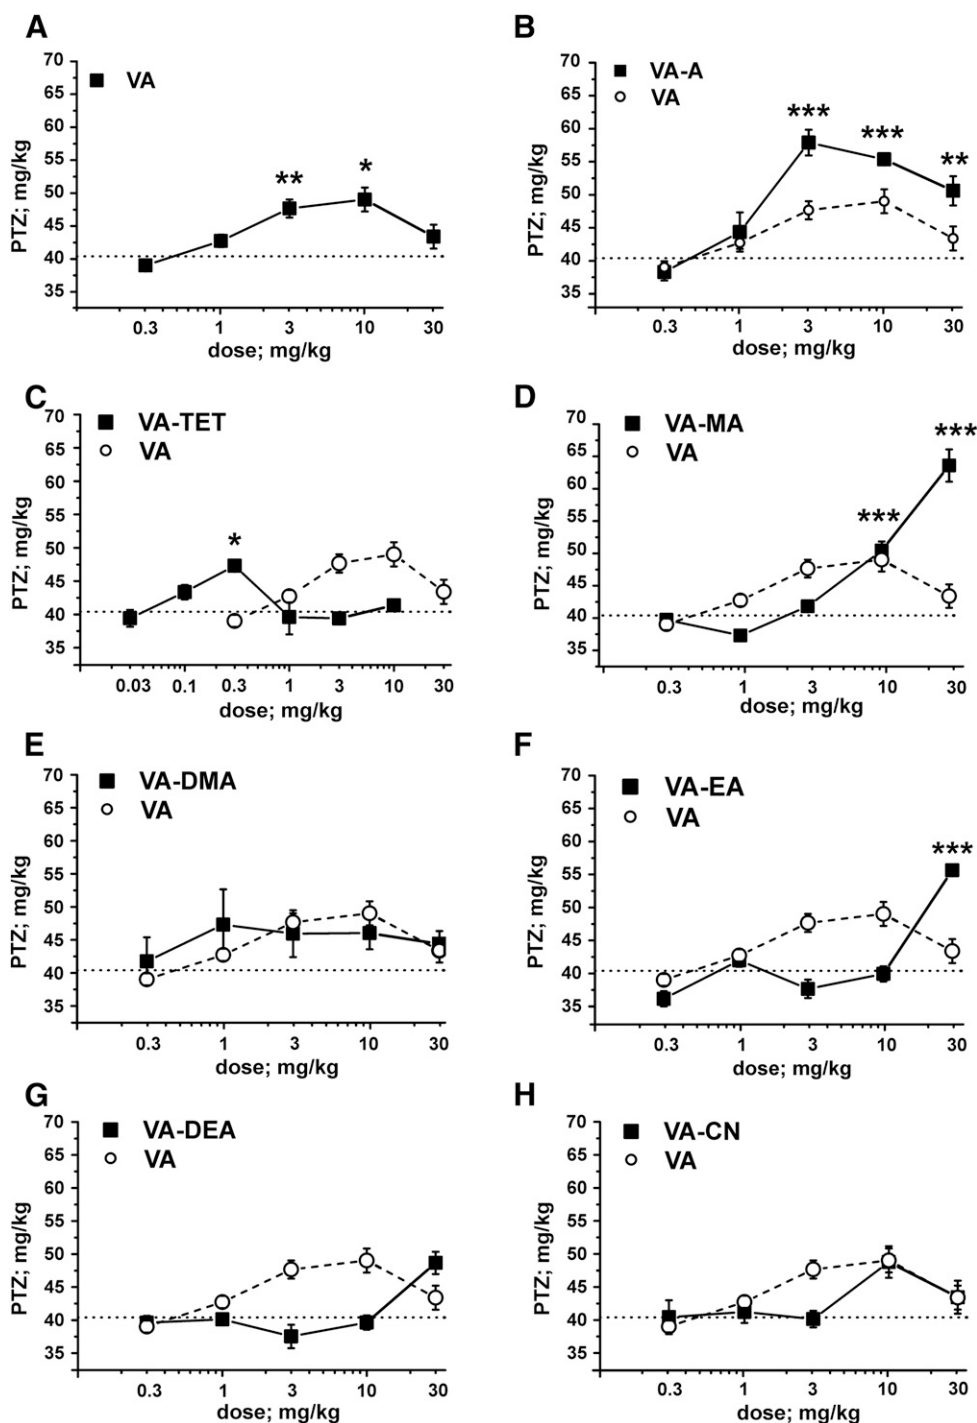 A
VA
** *
PTZ; mg/kg
70
65
60
55
50
45
40
35
0.3 1 3 10 30
dose; mg/kg
B
VA-A
VA
*** *** **
PTZ; mg/kg
70
65
60
55
50
45
40
35
0.3 1 3 10 30
dose; mg/kg
C
VA-TET
VA
*
PTZ; mg/kg
70
65
60
55
50
45
40
35
0.03 0.1 0.3 1 3 10 30
dose; mg/kg
D
VA-MA
VA
*** ***
PTZ; mg/kg
70
65
60
55
50
45
40
35
0.3 1 3 10 30
dose; mg/kg
E
VA-DMA
VA
PTZ; mg/kg
70
65
60
55
50
45
40
35
0.3 1 3 10 30
dose; mg/kg
F
VA-EA
VA
***
PTZ; mg/kg
70
65
60
55
50
45
40
35
0.3 1 3 10 30
dose; mg/kg
G
VA-DEA
VA
PTZ; mg/kg
70
65
60
55
50
45
40
35
0.3 1 3 10 30
dose; mg/kg
H
VA-CN
VA
PTZ; mg/kg
70
65
60
55
50
45
40
35
0.3 1 3 10 30
dose; mg/kg